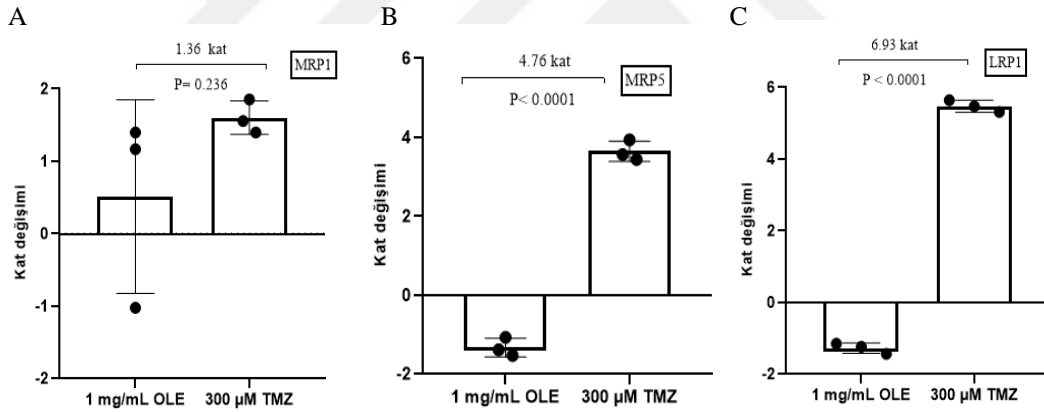 A
1.36 kat
MRP1
P= 0.236
Kat değişimi
2
1
0
-1
-2
1 mg/mL OLE
300 µM TMZ
B
4.76 kat
MRP5
P< 0.0001
Kat değişimi
6
4
2
0
-2
1 mg/mL OLE
300 µM TMZ
C
6.93 kat
LRP1
P < 0.0001
Kat değişimi
6
4
2
0
-2
1 mg/mL OLE
300 µM TMZ